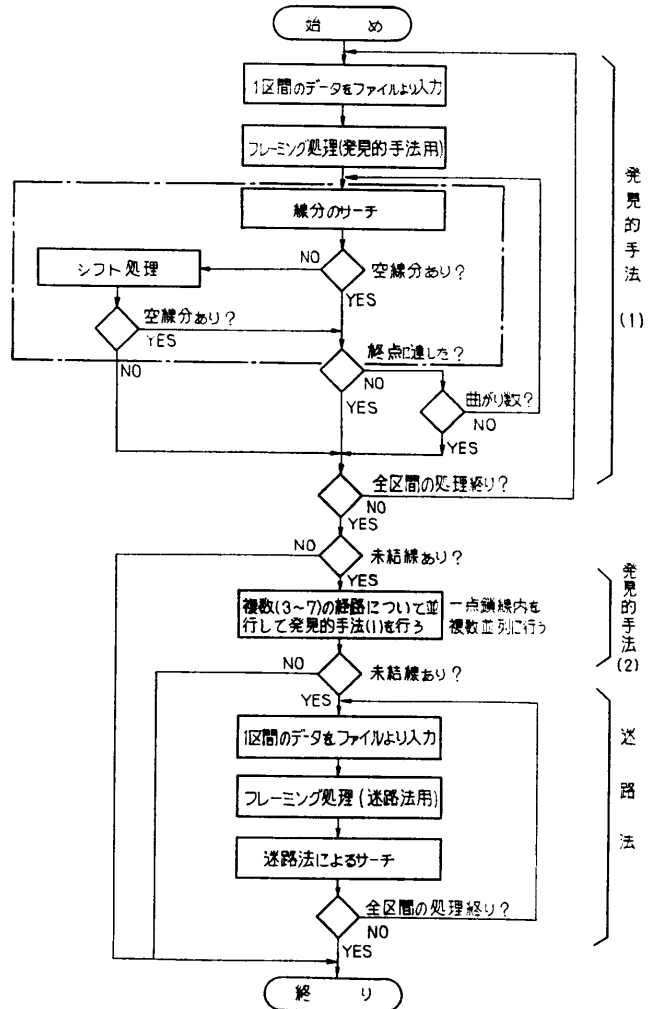 始 め
1区間のデータをファイルより入力
フレーミング処理(発見的手法用)
線分のサーチ
NO
空線分あり?
シフト処理
YES
空線分あり?
YES
終点に達した?
NO
NO
YES
曲がり数?
NO
YES
全区間の処理終り?
NO
YES
発見的手法(1)
NO
未結線あり?
YES
複数(3~7)の経路について並
行して発見的手法(1)を行う
一点鎖線内を
複数並列に行う
発見的手法(2)
NO
未結線あり?
YES
1区間のデータをファイルより入力
フレーミング処理(迷路法用)
迷路法によるサーチ
全区間の処理終り?
NO
YES
迷路法
終 り